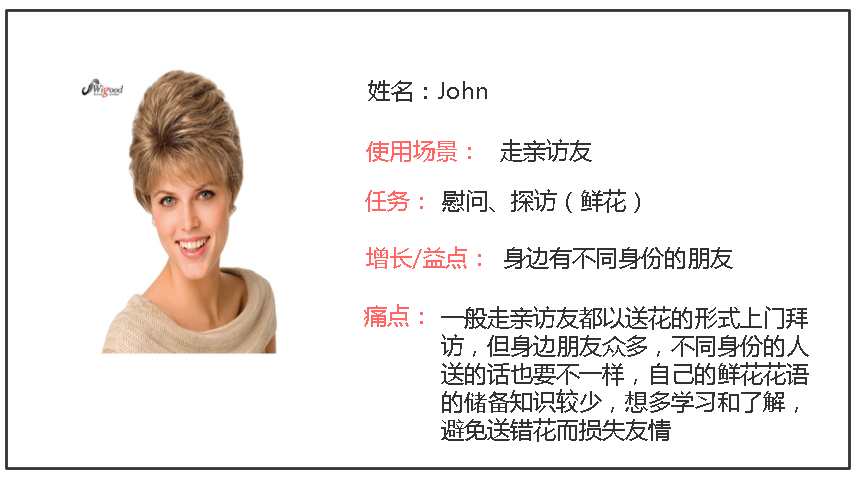 Wigood
姓名：John
使用场景： 走亲访友
任务： 慰问、探访（鲜花）
增长/益点： 身边有不同身份的朋友
痛点： 一般走亲访友都以送花的形式上门拜
访，但身边朋友众多，不同身份的人
送的话也要不一样，自己的鲜花花语
的储备知识较少，想多学习和了解，
避免送错花而损失友情